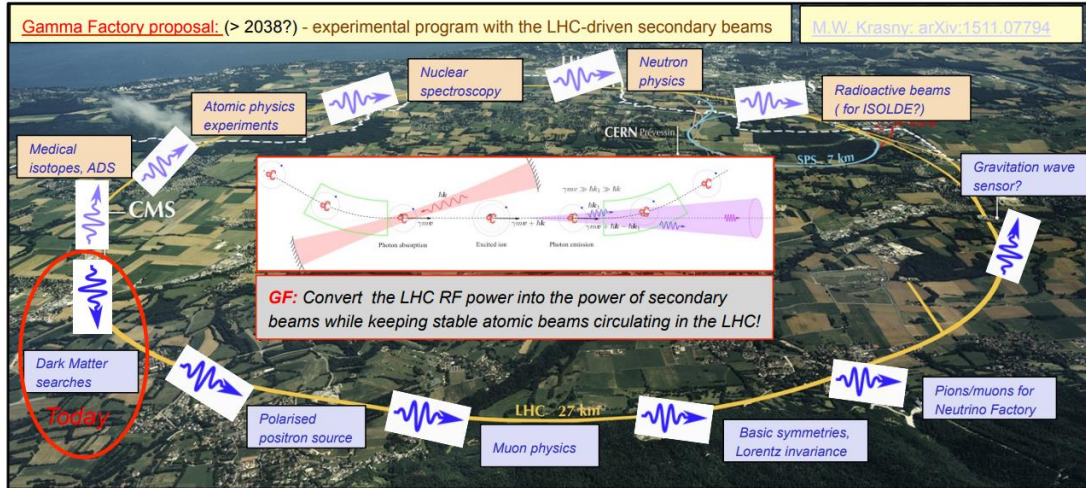 Gamma Factory proposal: (> 2038?) - experimental program with the LHC-driven secondary beams
M.W. Krasny: arXiv:1511.07794
Nuclear
spectroscopy
Neutron
physics
Atomic physics
experiments
Radioactive beams
( for ISOLDE?)
Medical
isotopes, ADS
CERN Prévessin
SPS 7 km
Gravitation wave
sensor?
CMS
γmv
Photon absorption
γmv + ħk
Excited ion
Photon emission
GF: Convert the LHC RF power into the power of secondary
beams while keeping stable atomic beams circulating in the LHC!
Dark Matter
searches
Today
Polarised
positron source
LHC 27 km
Muon physics
Basic symmetries,
Lorentz invariance
Pions/muons for
Neutrino Factory